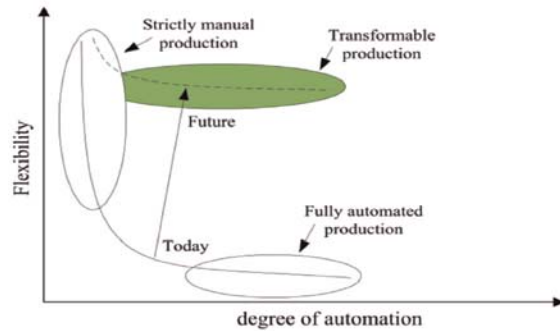 Strictly manual
production
Transformable
production
Flexibility
Future
Fully automated
production
Today
degree of automation